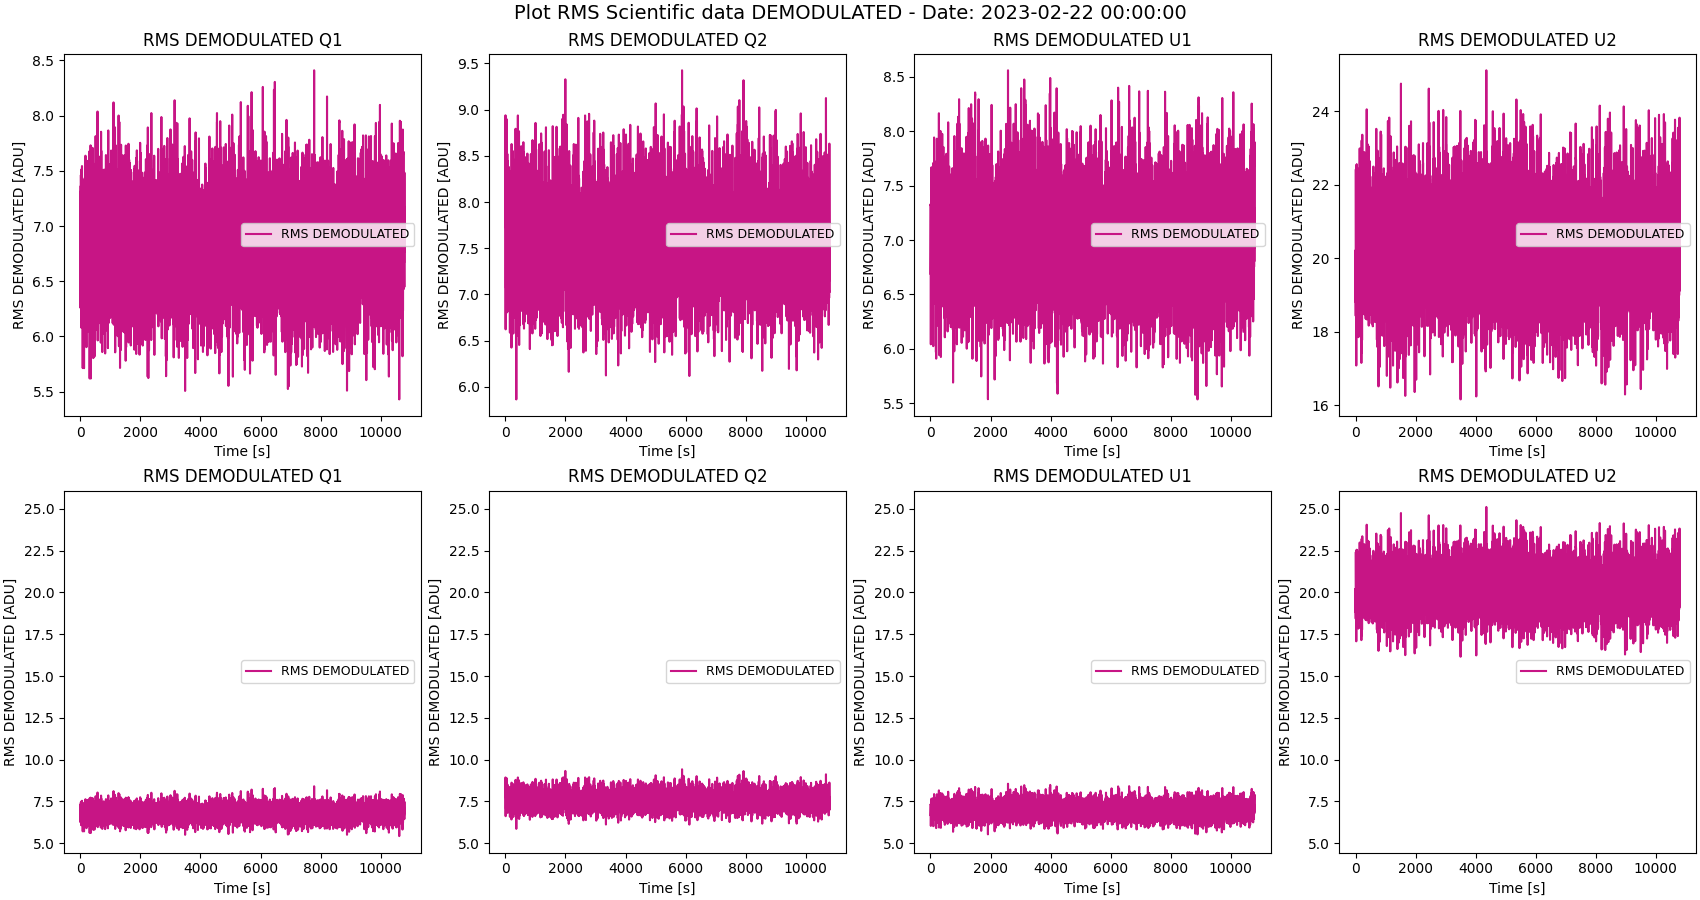 Plot RMS Scientific data DEMODULATED - Date: 2023-02-22 00:00:00
RMS DEMODULATED Q1
RMS DEMODULATED [ADU]
8.5
8.0
7.5
7.0
6.5
6.0
5.5
RMS DEMODULATED
0 2000 4000 6000 8000 10000
Time [s]
RMS DEMODULATED Q2
RMS DEMODULATED [ADU]
9.5
9.0
8.5
8.0
7.5
7.0
6.5
6.0
RMS DEMODULATED
0 2000 4000 6000 8000 10000
Time [s]
RMS DEMODULATED U1
RMS DEMODULATED [ADU]
8.5
8.0
7.5
7.0
6.5
6.0
5.5
RMS DEMODULATED
0 2000 4000 6000 8000 10000
Time [s]
RMS DEMODULATED U2
RMS DEMODULATED [ADU]
24
22
20
18
16
RMS DEMODULATED
0 2000 4000 6000 8000 10000
Time [s]
RMS DEMODULATED Q1
RMS DEMODULATED [ADU]
25.0
22.5
20.0
17.5
15.0
12.5
10.0
7.5
5.0
RMS DEMODULATED
0 2000 4000 6000 8000 10000
Time [s]
RMS DEMODULATED Q2
RMS DEMODULATED [ADU]
25.0
22.5
20.0
17.5
15.0
12.5
10.0
7.5
5.0
RMS DEMODULATED
0 2000 4000 6000 8000 10000
Time [s]
RMS DEMODULATED U1
RMS DEMODULATED [ADU]
25.0
22.5
20.0
17.5
15.0
12.5
10.0
7.5
5.0
RMS DEMODULATED
0 2000 4000 6000 8000 10000
Time [s]
RMS DEMODULATED U2
RMS DEMODULATED [ADU]
25.0
22.5
20.0
17.5
15.0
12.5
10.0
7.5
5.0
RMS DEMODULATED
0 2000 4000 6000 8000 10000
Time [s]